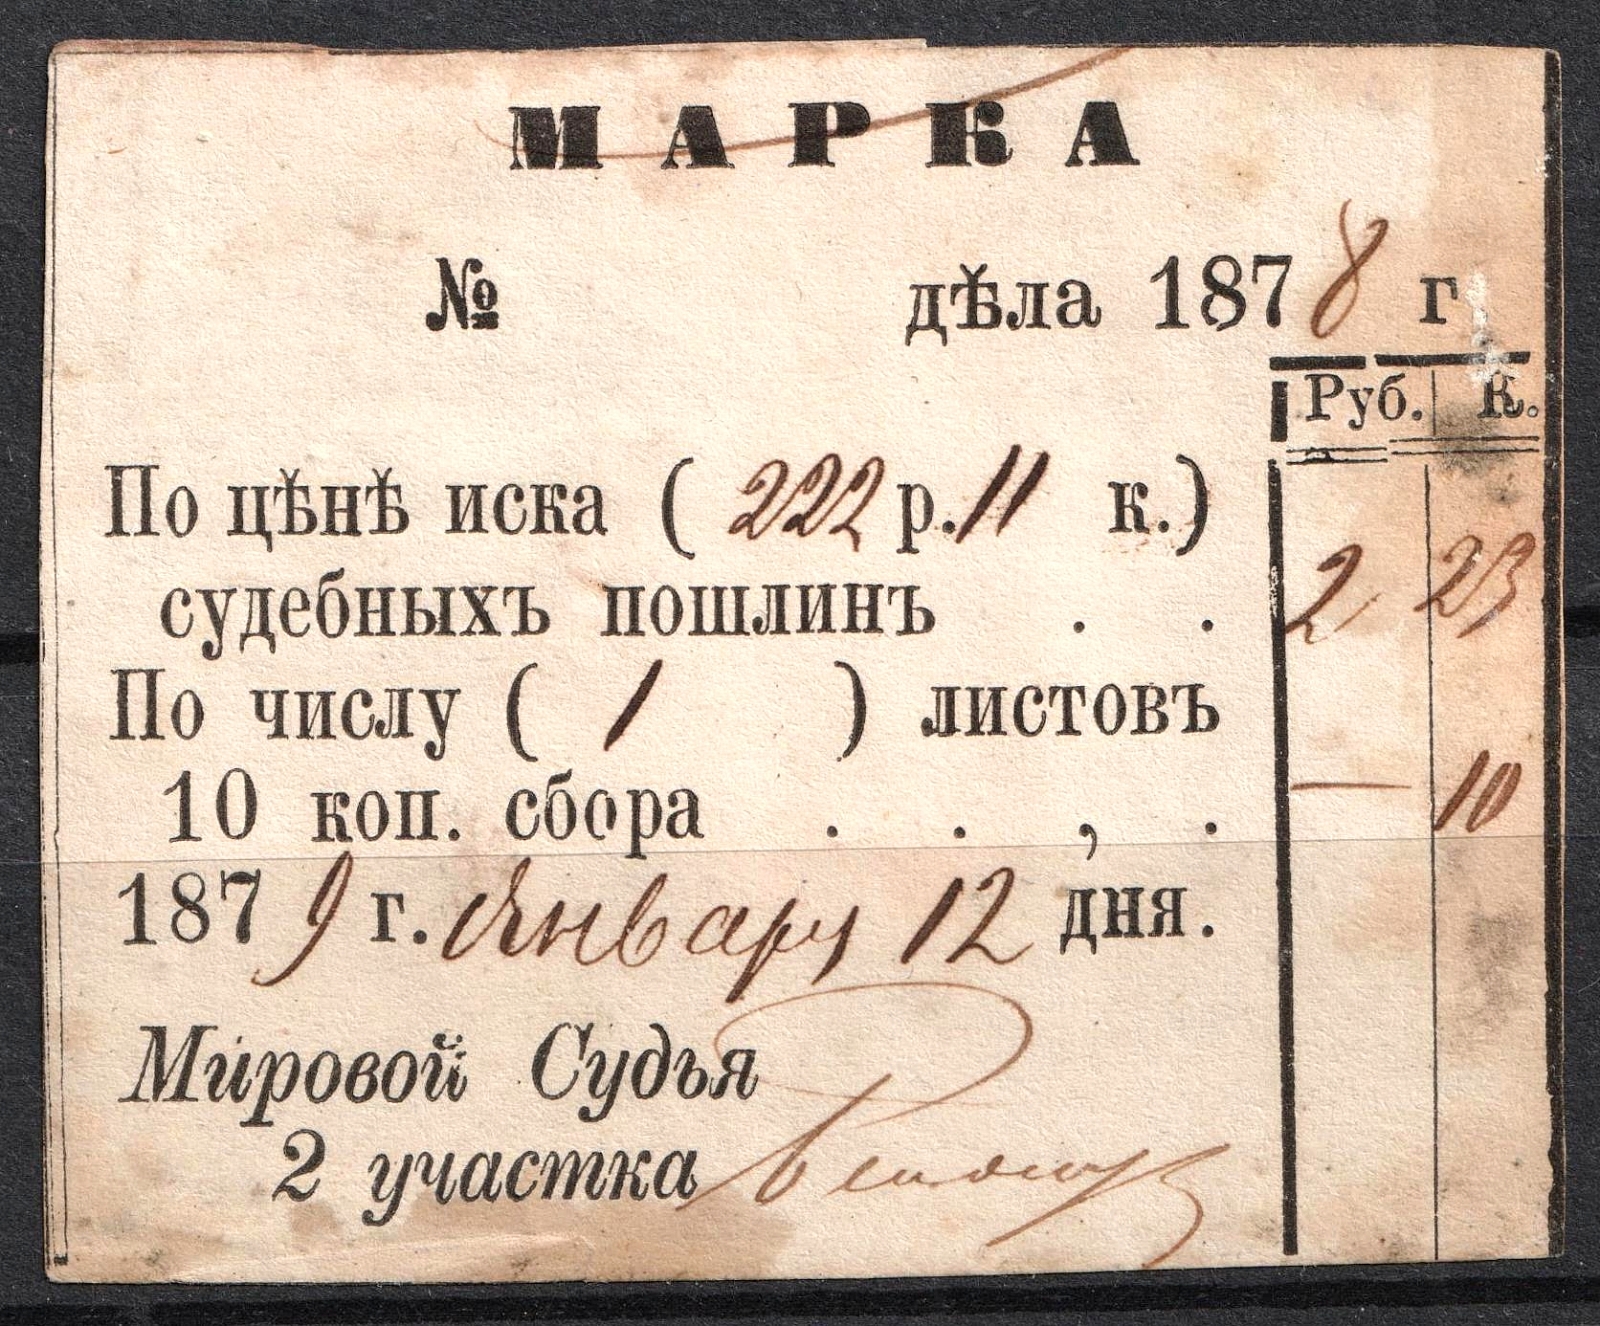 МАРКА
№ дѣла 1878 г
Руб. К.
По цѣнѣ иска ( 222 р. 11 к.)
судебныхъ пошлинъ . . 2 23
По числу ( 1 ) листовъ
10 коп. сбора . . , . — 10
1879 г. Января 12 дня.
Мировой Судья
2 участка